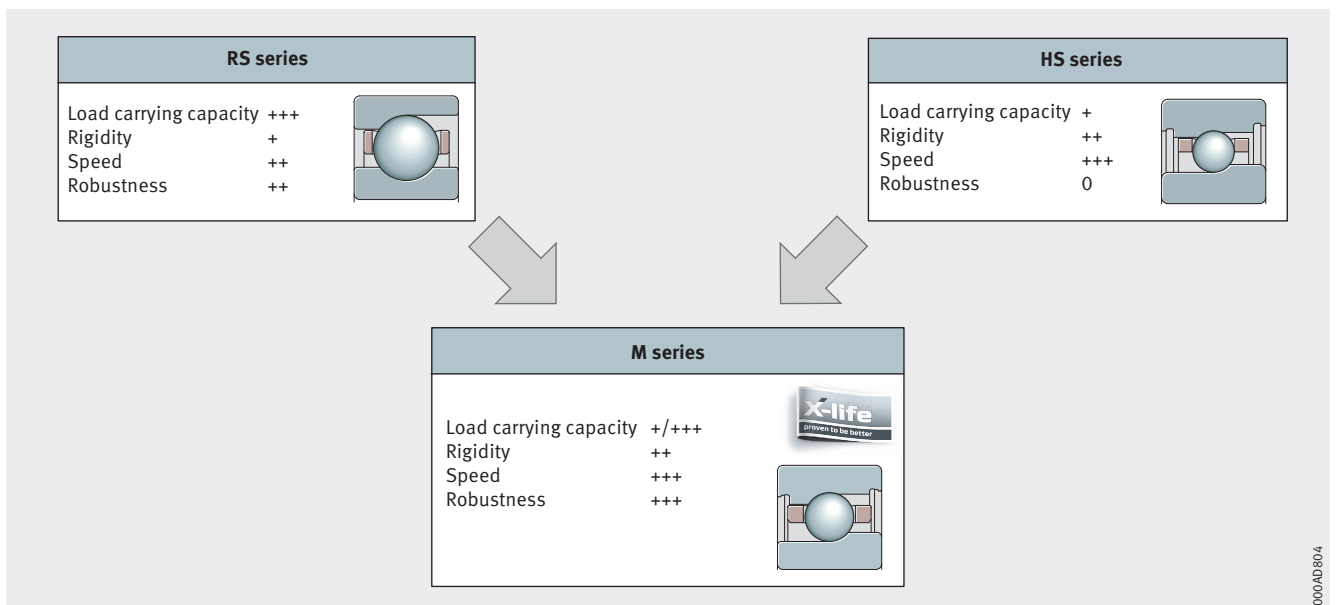 RS series
Load carrying capacity +++
Rigidity +
Speed ++
Robustness ++
HS series
Load carrying capacity +
Rigidity ++
Speed +++
Robustness 0
M series
X-life
proven to be better
Load carrying capacity +/+++
Rigidity ++
Speed +++
Robustness +++
000AD804